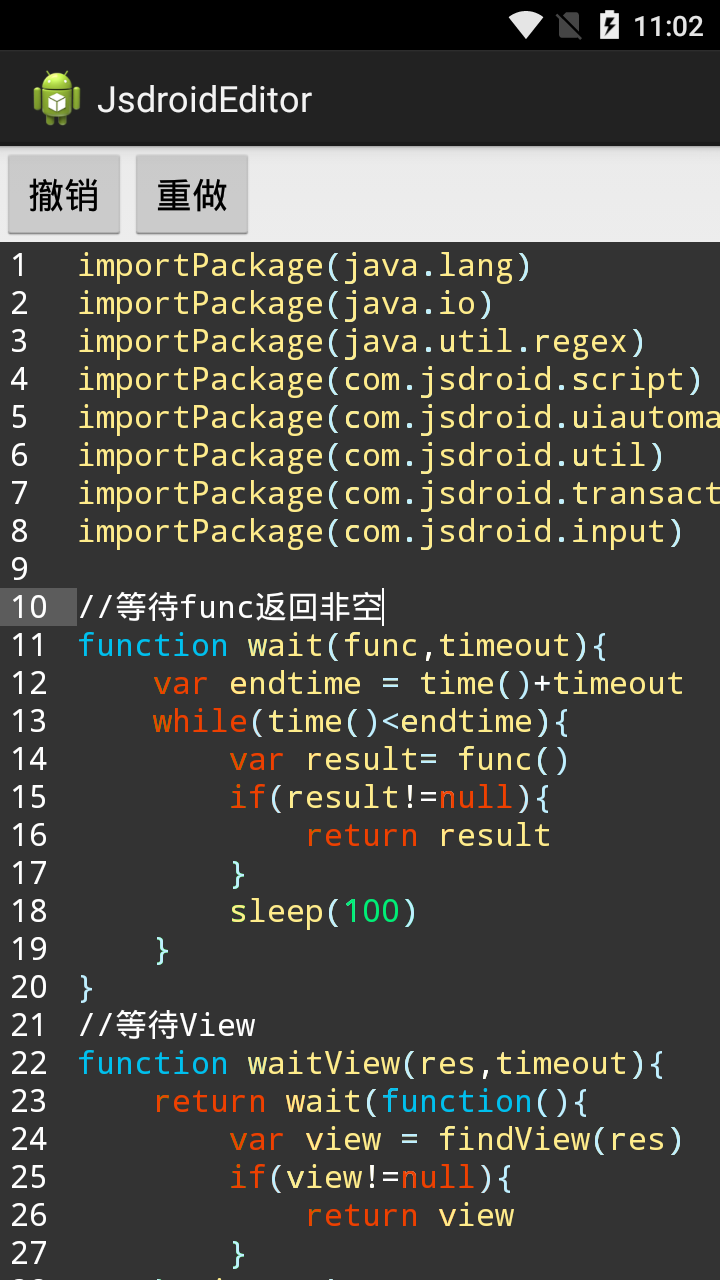 11:02
JsdroidEditor
撤销 重做
1 importPackage(java.lang)
2 importPackage(java.io)
3 importPackage(java.util.regex)
4 importPackage(com.jsdroid.script)
5 importPackage(com.jsdroid.uiautoma
6 importPackage(com.jsdroid.util)
7 importPackage(com.jsdroid.transact
8 importPackage(com.jsdroid.input)
9
10 //等待func返回非空
11 function wait(func,timeout){
12     var endtime = time()+timeout
13     while(time()<endtime){
14         var result= func()
15         if(result!=null){
16             return result
17         }
18         sleep(100)
19     }
20 }
21 //等待View
22 function waitView(res,timeout){
23     return wait(function(){
24         var view = findView(res)
25         if(view!=null){
26             return view
27         }